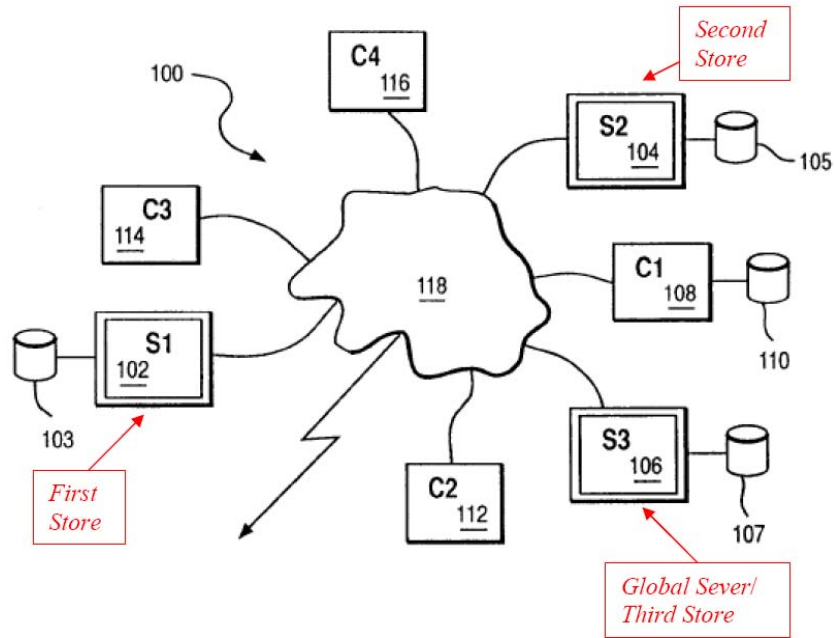 Second
Store
C4
116
100
S2
104
105
C3
114
118
C1
108
110
S1
102
103
S3
106
107
C2
112
First
Store
Global Sever/
Third Store